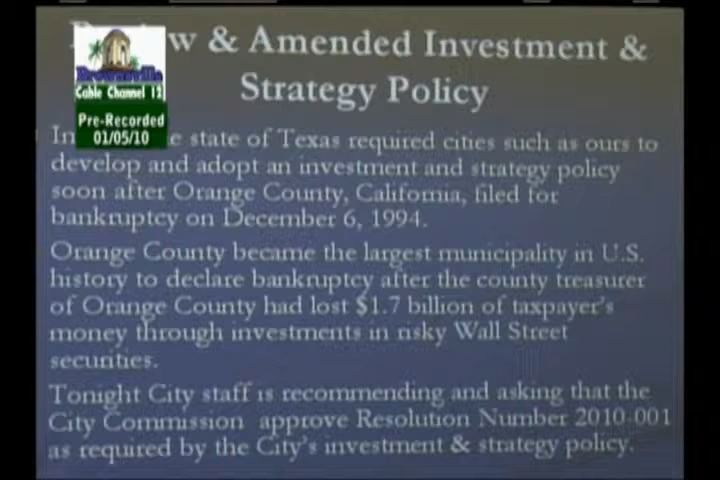 w & Amended Investment &
Strategy Policy
Brownsville
Cable Channel 12
Pre-Recorded
01/05/10
In e state of Texas required cities such as ours to
develop and adopt an investment and strategy policy
soon after Orange County, California, filed for
bankruptcy on December 6, 1994.
Orange County became the largest municipality in U.S.
history to declare bankruptcy after the county treasurer
of Orange County had lost $1.7 billion of taxpayer's
money through investments in risky Wall Street
securities.
Tonight City staff is recommending and asking that the
City Commission approve Resolution Number 2010-001
as required by the City's investment & strategy policy.